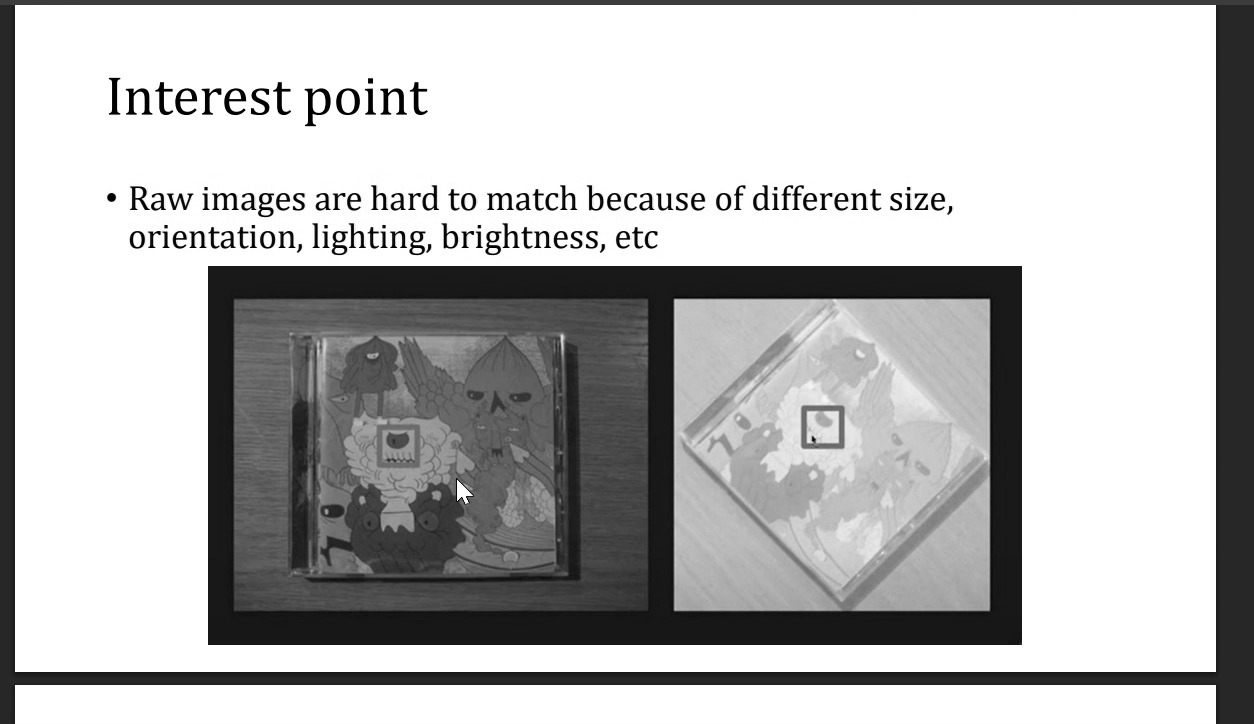 Interest point
• Raw images are hard to match because of different size,
orientation, lighting, brightness, etc